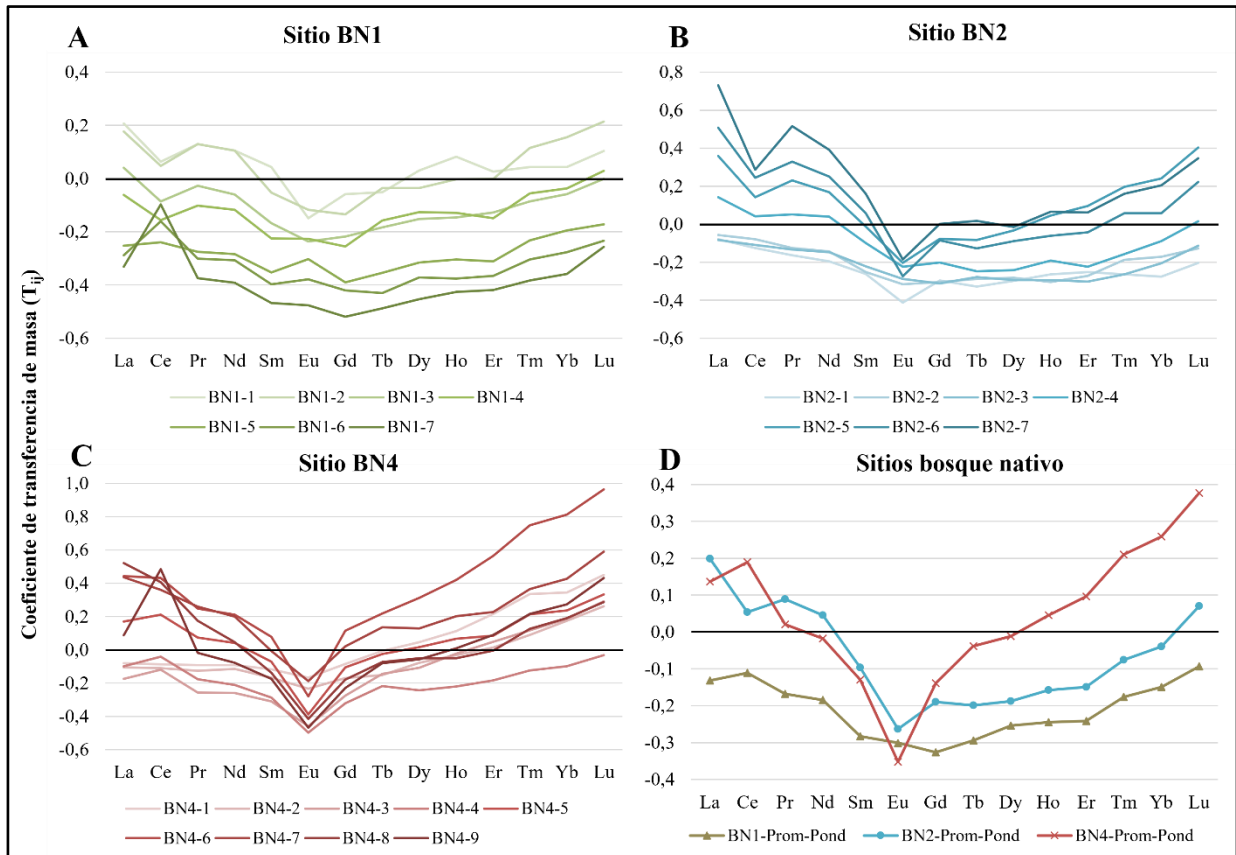 Coeficiente de transferencia de masa (Tij)
A
Sitio BN1
0,4
0,2
0,0
-0,2
-0,4
-0,6
La Ce Pr Nd Sm Eu Gd Tb Dy Ho Er Tm Yb Lu
BN1-1 BN1-2 BN1-3 BN1-4
BN1-5 BN1-6 BN1-7
B
Sitio BN2
0,8
0,6
0,4
0,2
0,0
-0,2
-0,4
-0,6
La Ce Pr Nd Sm Eu Gd Tb Dy Ho Er Tm Yb Lu
BN2-1 BN2-2 BN2-3 BN2-4
BN2-5 BN2-6 BN2-7
C
Sitio BN4
1,0
0,8
0,6
0,4
0,2
0,0
-0,2
-0,4
-0,6
La Ce Pr Nd Sm Eu Gd Tb Dy Ho Er Tm Yb Lu
BN4-1 BN4-2 BN4-3 BN4-4 BN4-5
BN4-6 BN4-7 BN4-8 BN4-9
D
Sitios bosque nativo
0,4
0,3
0,2
0,1
0,0
-0,1
-0,2
-0,3
-0,4
La Ce Pr Nd Sm Eu Gd Tb Dy Ho Er Tm Yb Lu
BN1-Prom-Pond BN2-Prom-Pond BN4-Prom-Pond